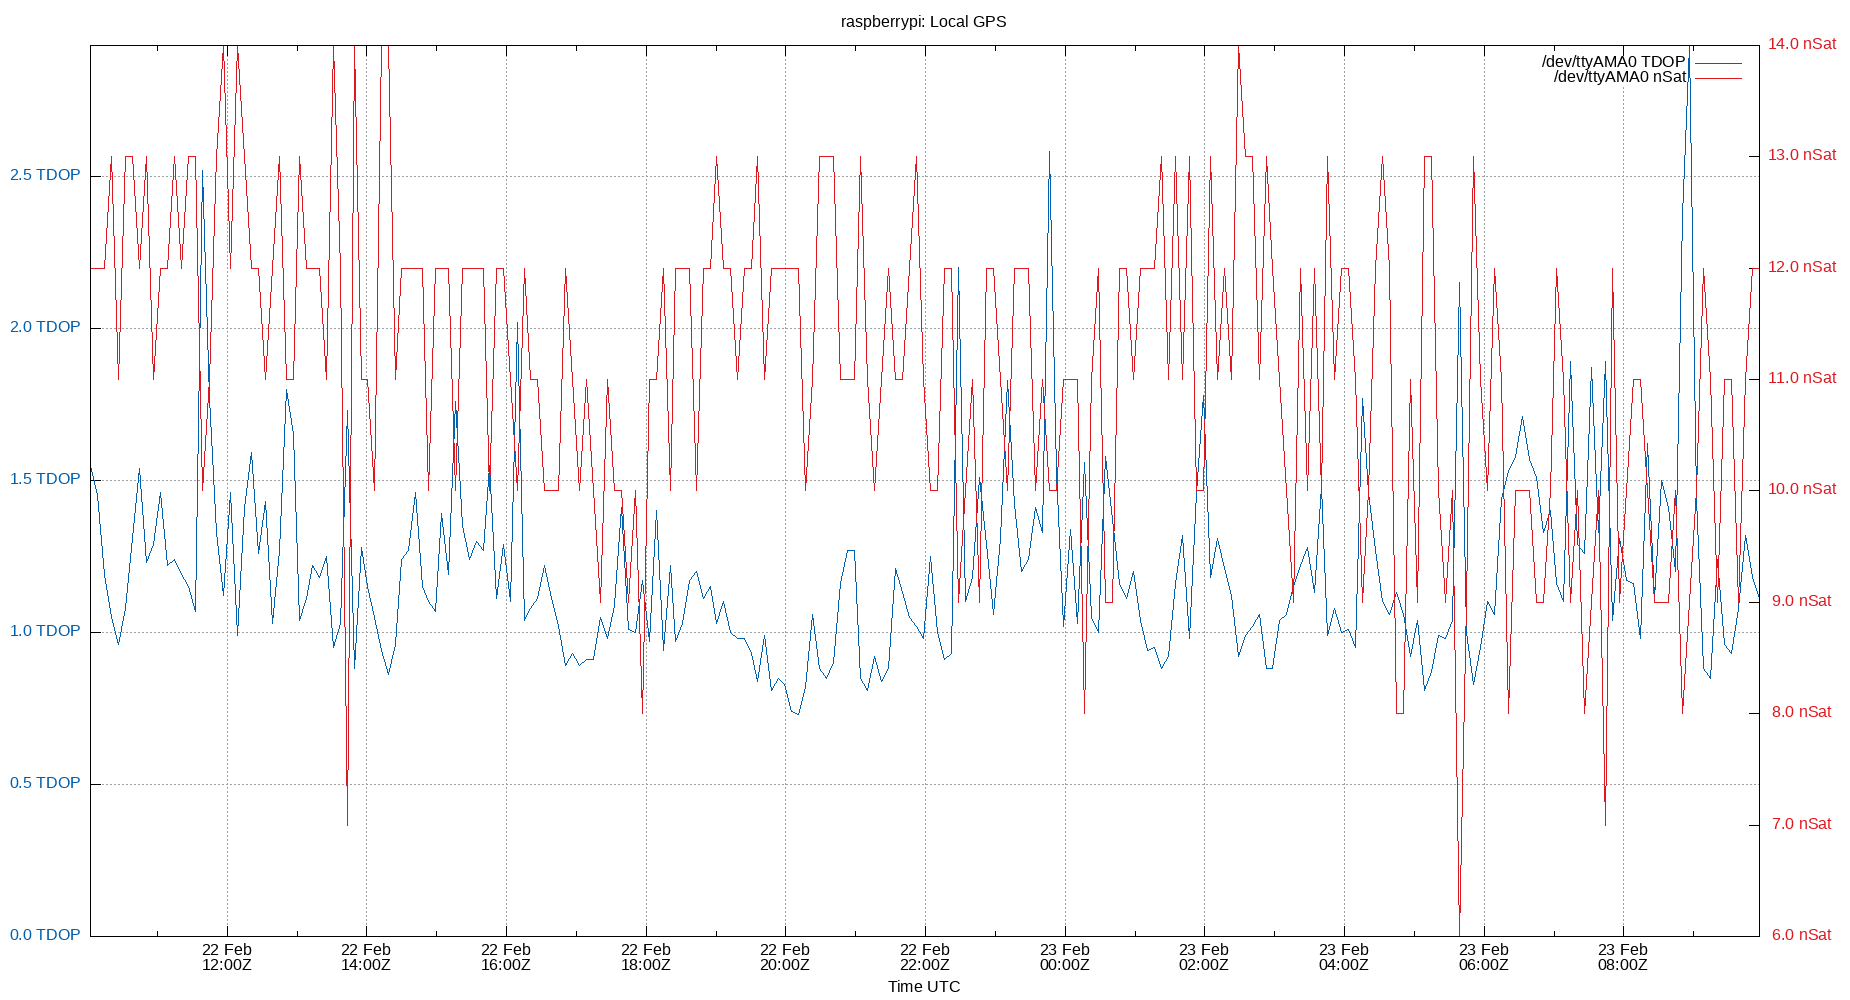 raspberrypi: Local GPS
/dev/ttyAMA0 TDOP
/dev/ttyAMA0 nSat
2.5 TDOP
2.0 TDOP
1.5 TDOP
1.0 TDOP
0.5 TDOP
0.0 TDOP
14.0 nSat
13.0 nSat
12.0 nSat
11.0 nSat
10.0 nSat
9.0 nSat
8.0 nSat
7.0 nSat
6.0 nSat
22 Feb
12:00Z
22 Feb
14:00Z
22 Feb
16:00Z
22 Feb
18:00Z
22 Feb
20:00Z
22 Feb
22:00Z
23 Feb
00:00Z
23 Feb
02:00Z
23 Feb
04:00Z
23 Feb
06:00Z
23 Feb
08:00Z
Time UTC